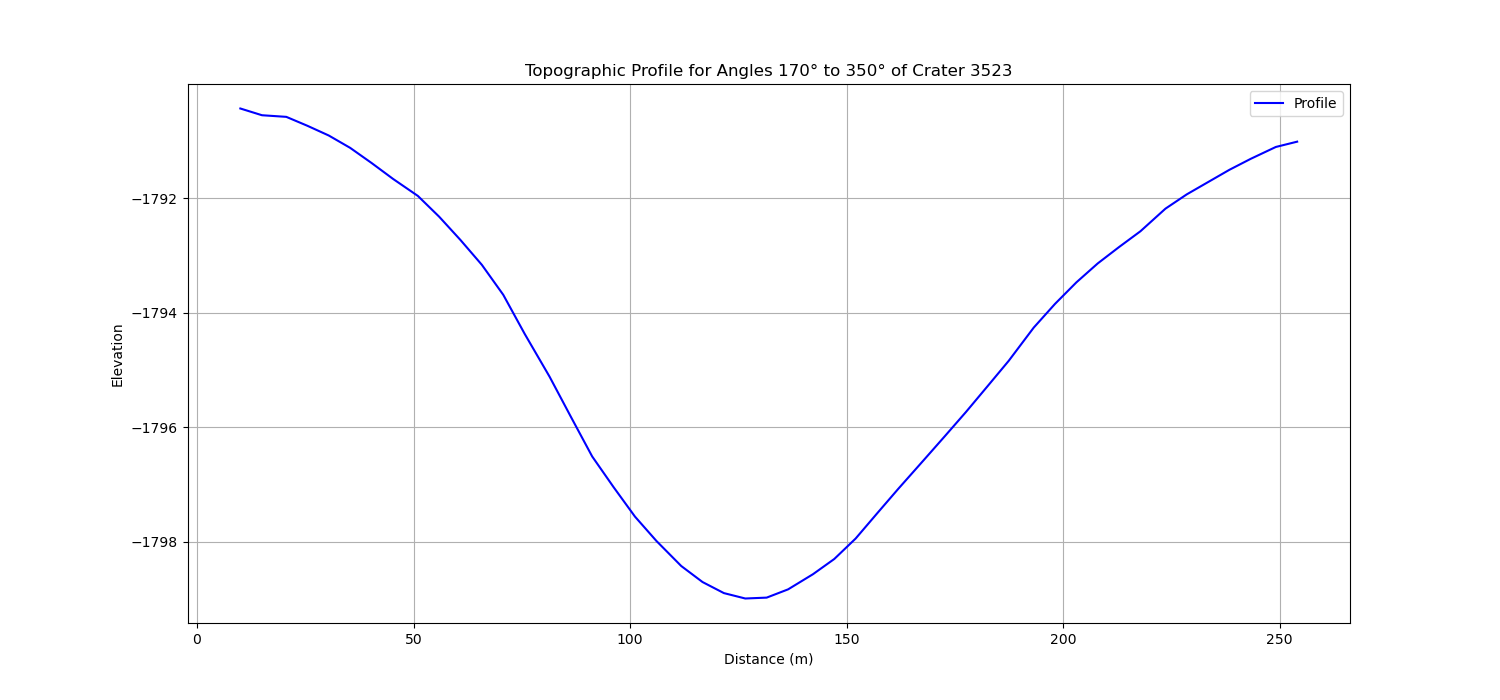 Topographic Profile for Angles 170° to 350° of Crater 3523
Profile
−1792
−1794
−1796
−1798
Elevation
0 50 100 150 200 250
Distance (m)